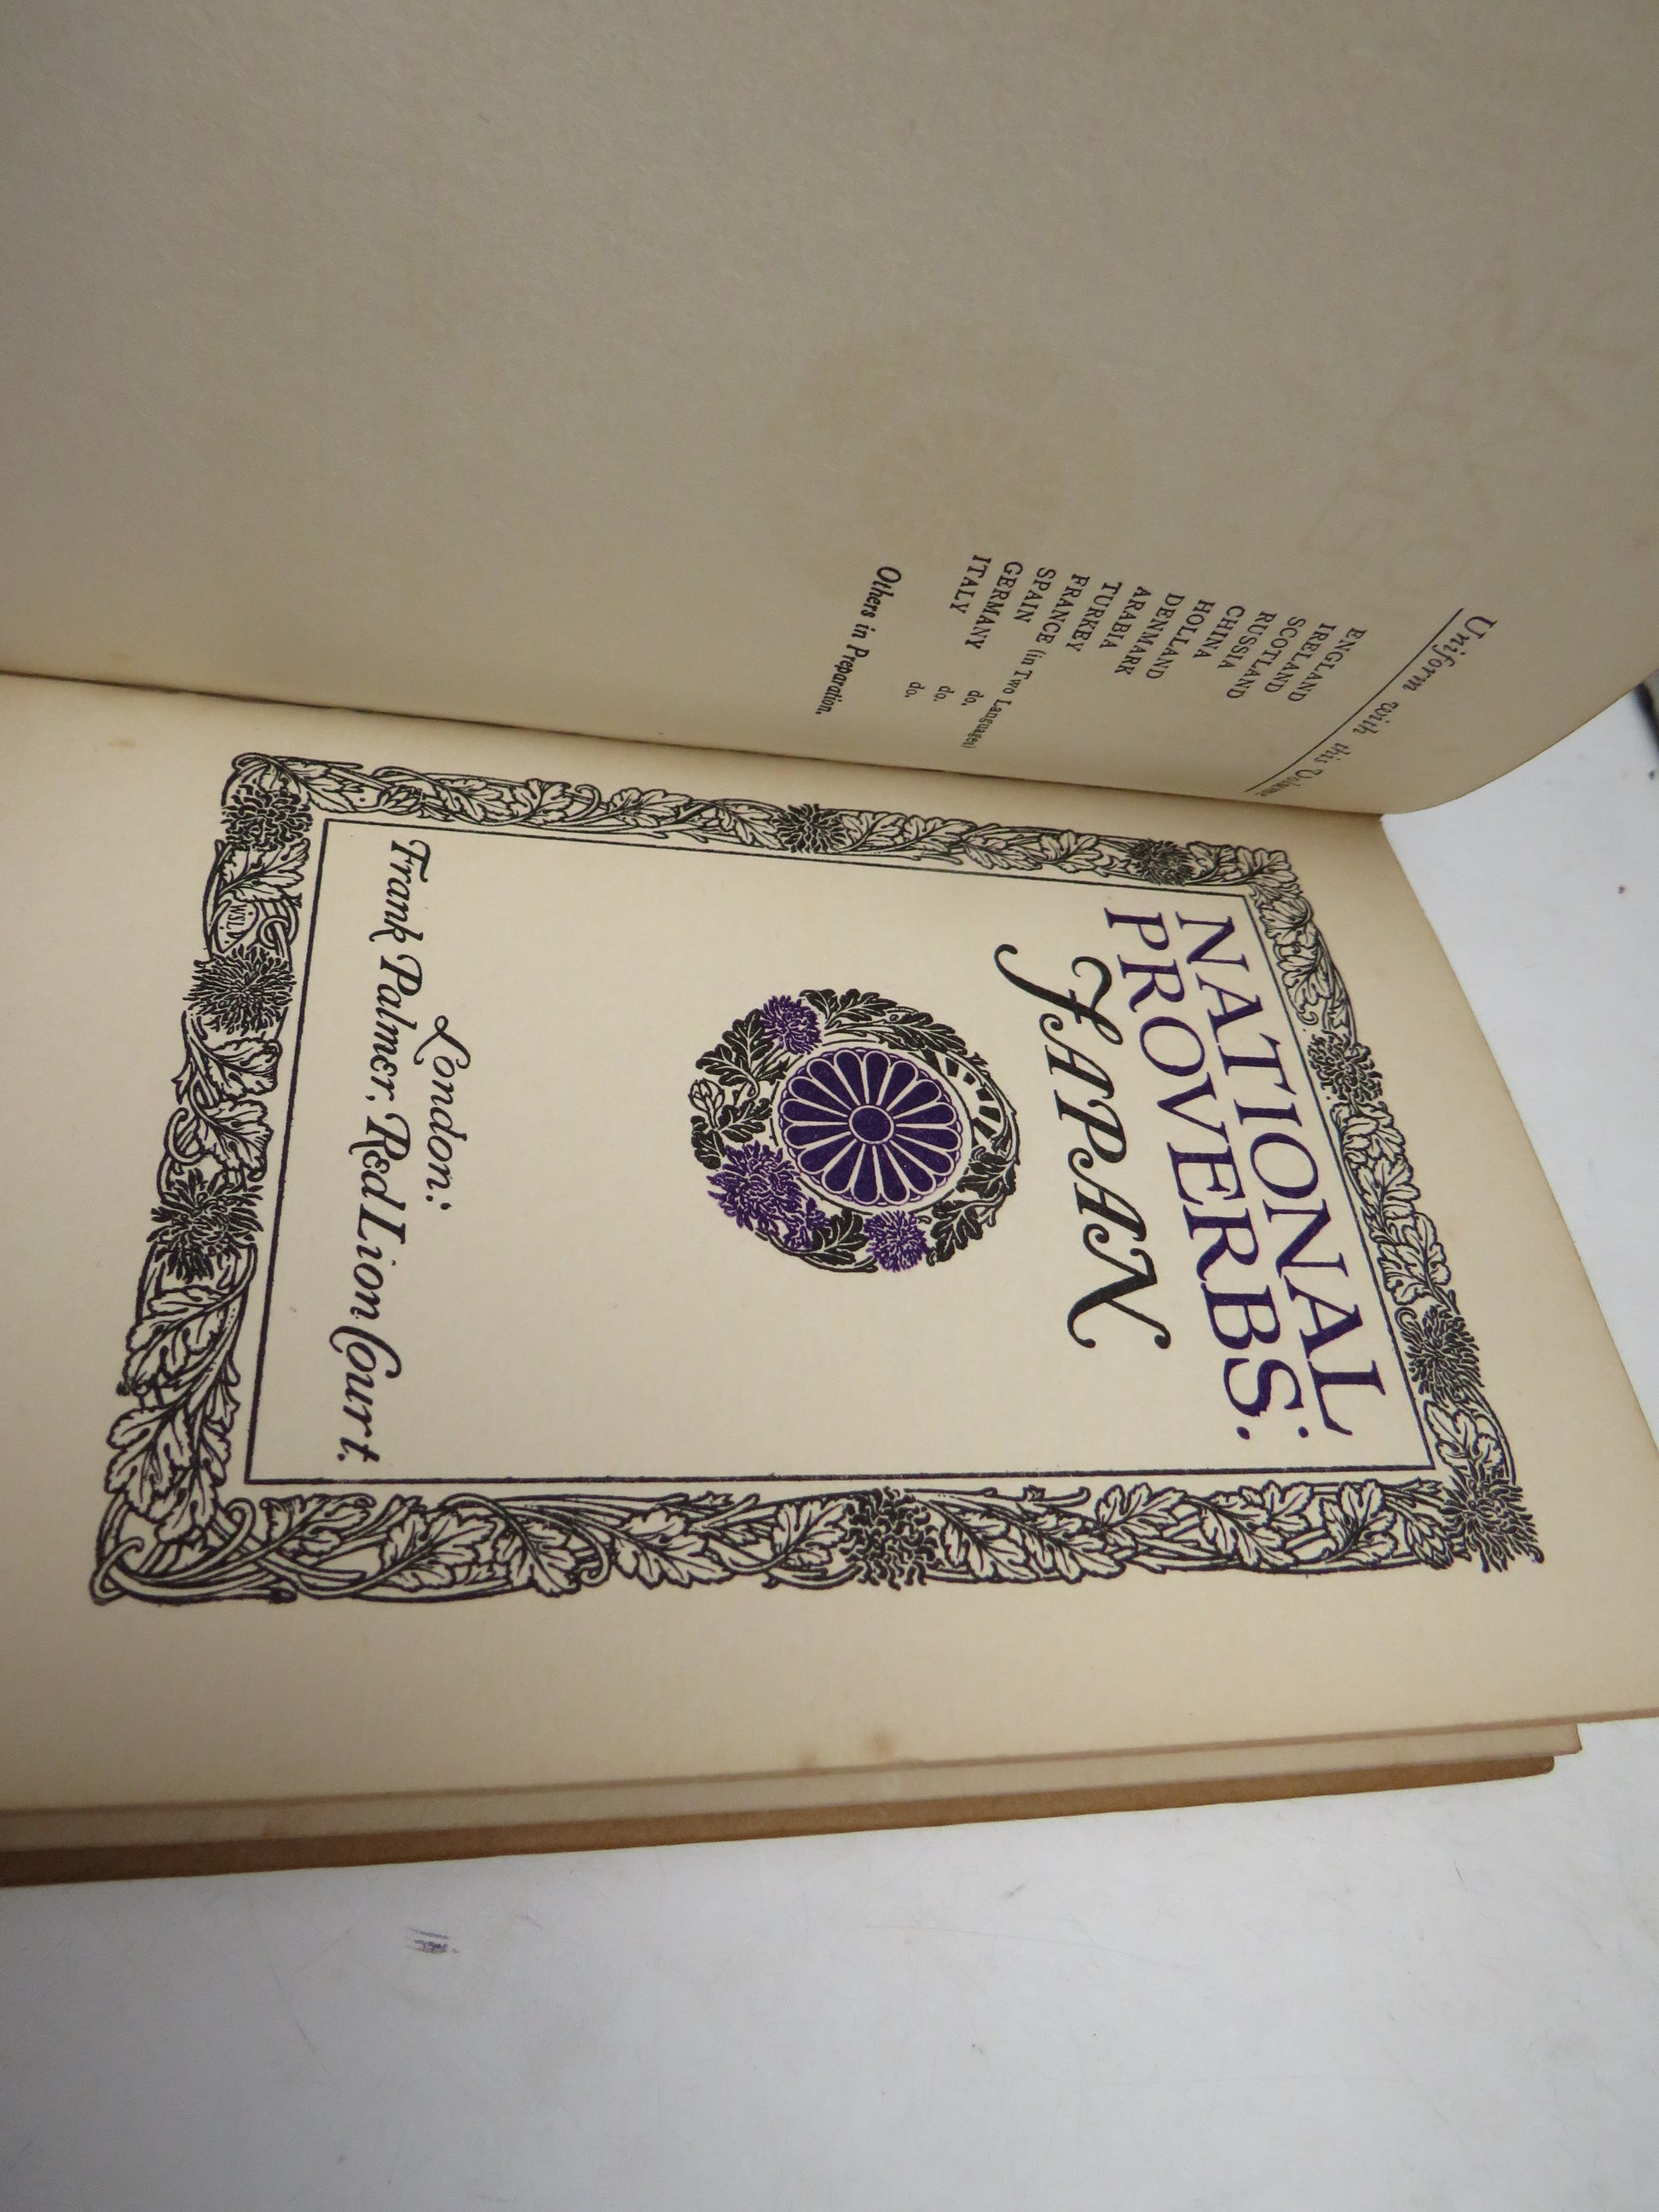 Uniform with this Volume
ENGLAND
IRELAND
SCOTLAND
RUSSIA
CHINA
HOLLAND
DENMARK
ARABIA
TURKEY
FRANCE (in Two Languages)
SPAIN do.
GERMANY do.
ITALY do.
Others in Preparation.
NATIONAL
PROVERBS:
JAPAN
London:
Frank Palmer, Red Lion Court.